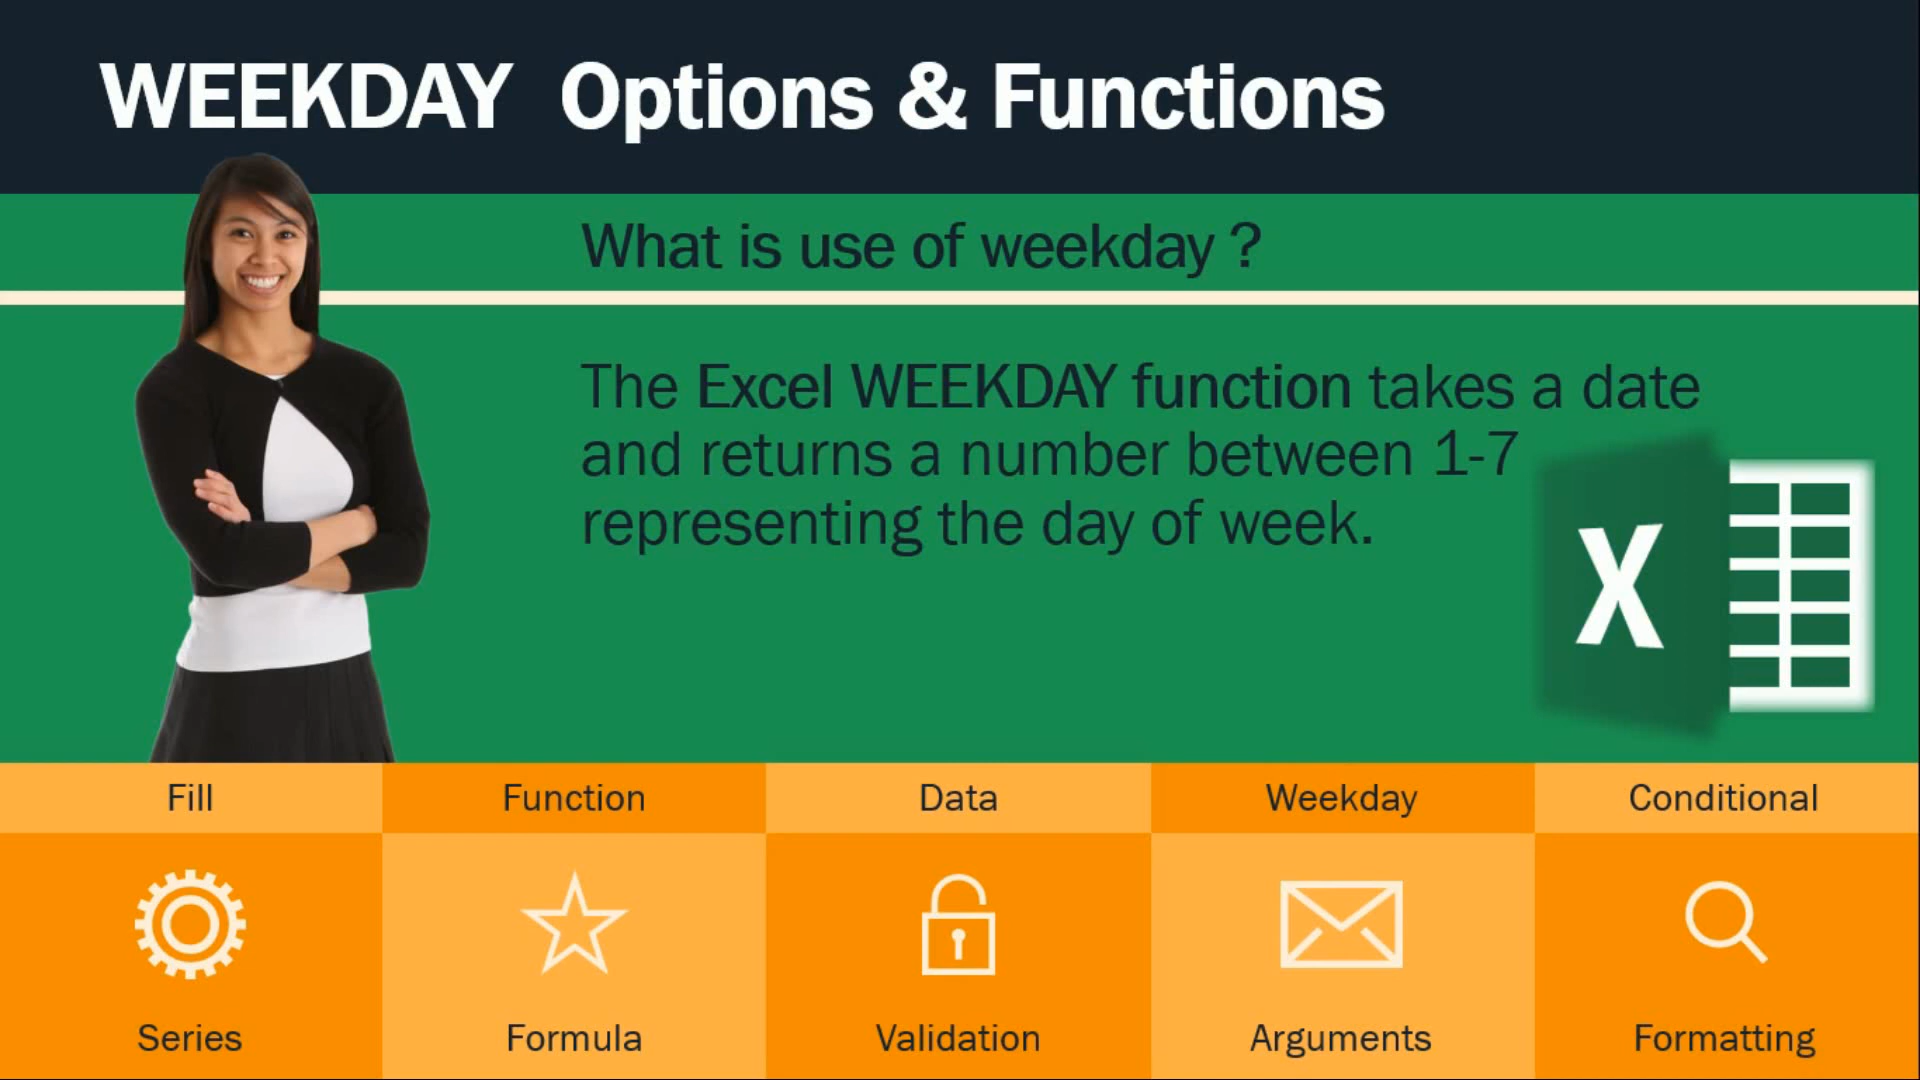 WEEKDAY Options & Functions
What is use of weekday ?
The Excel WEEKDAY function takes a date
and returns a number between 1-7
representing the day of week.
X
Fill
Function
Data
Weekday
Conditional
Series
Formula
Validation
Arguments
Formatting